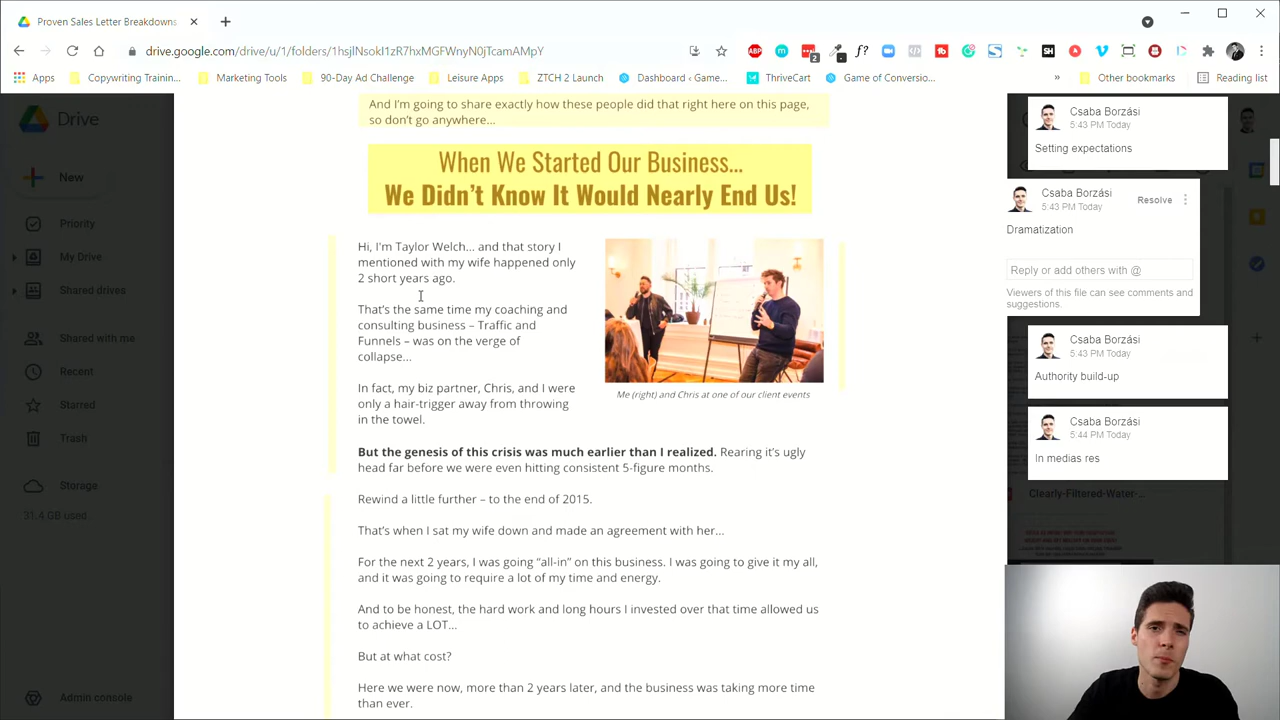 Proven Sales Letter Breakdowns
drive.google.com/drive/u/1/folders/1hsjlNsokI1zR7hxMGFWnyN0jTcamAMpY
Apps
Copywriting Trainin...
Marketing Tools
90-Day Ad Challenge
Leisure Apps
ZTCH 2 Launch
Dashboard ‹ Game...
ThriveCart
Game of Conversio...
»
Other bookmarks
Reading list
Drive
New
Priority
My Drive
Shared drives
Shared with me
Recent
Starred
Trash
Storage
31.4 GB used
Admin console
And I'm going to share exactly how these people did that right here on this page,
so don't go anywhere...
When We Started Our Business...
We Didn't Know It Would Nearly End Us!
Hi, I'm Taylor Welch... and that story I
mentioned with my wife happened only
2 short years ago.
That's the same time my coaching and
consulting business – Traffic and
Funnels – was on the verge of
collapse...
In fact, my biz partner, Chris, and I were
only a hair-trigger away from throwing
in the towel.
Me (right) and Chris at one of our client events
But the genesis of this crisis was much earlier than I realized. Rearing it's ugly
head far before we were even hitting consistent 5-figure months.
Rewind a little further – to the end of 2015.
That's when I sat my wife down and made an agreement with her...
For the next 2 years, I was going “all-in” on this business. I was going to give it my all,
and it was going to require a lot of my time and energy.
And to be honest, the hard work and long hours I invested over that time allowed us
to achieve a LOT...
But at what cost?
Here we were now, more than 2 years later, and the business was taking more time
than ever.
Csaba Borzási
5:43 PM Today
Setting expectations
Csaba Borzási
5:43 PM Today
Resolve
Dramatization
Reply or add others with @
Viewers of this file can see comments and
suggestions.
Csaba Borzási
5:43 PM Today
Authority build-up
Csaba Borzási
5:44 PM Today
In medias res
Clearly-Filtered-Water-...